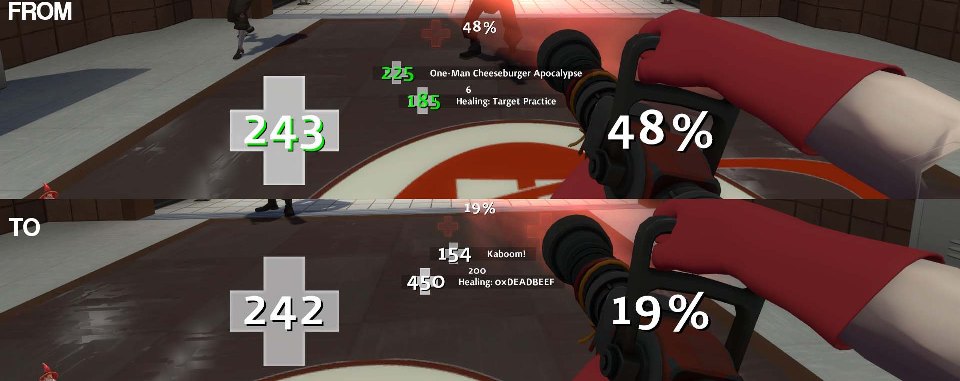 FROM
48%
225 One-Man Cheeseburger Apocalypse
6
185 Healing: Target Practice
243
48%
TO
19%
154 Kaboom!
200
450 Healing: 0xDEADBEEF
242
19%